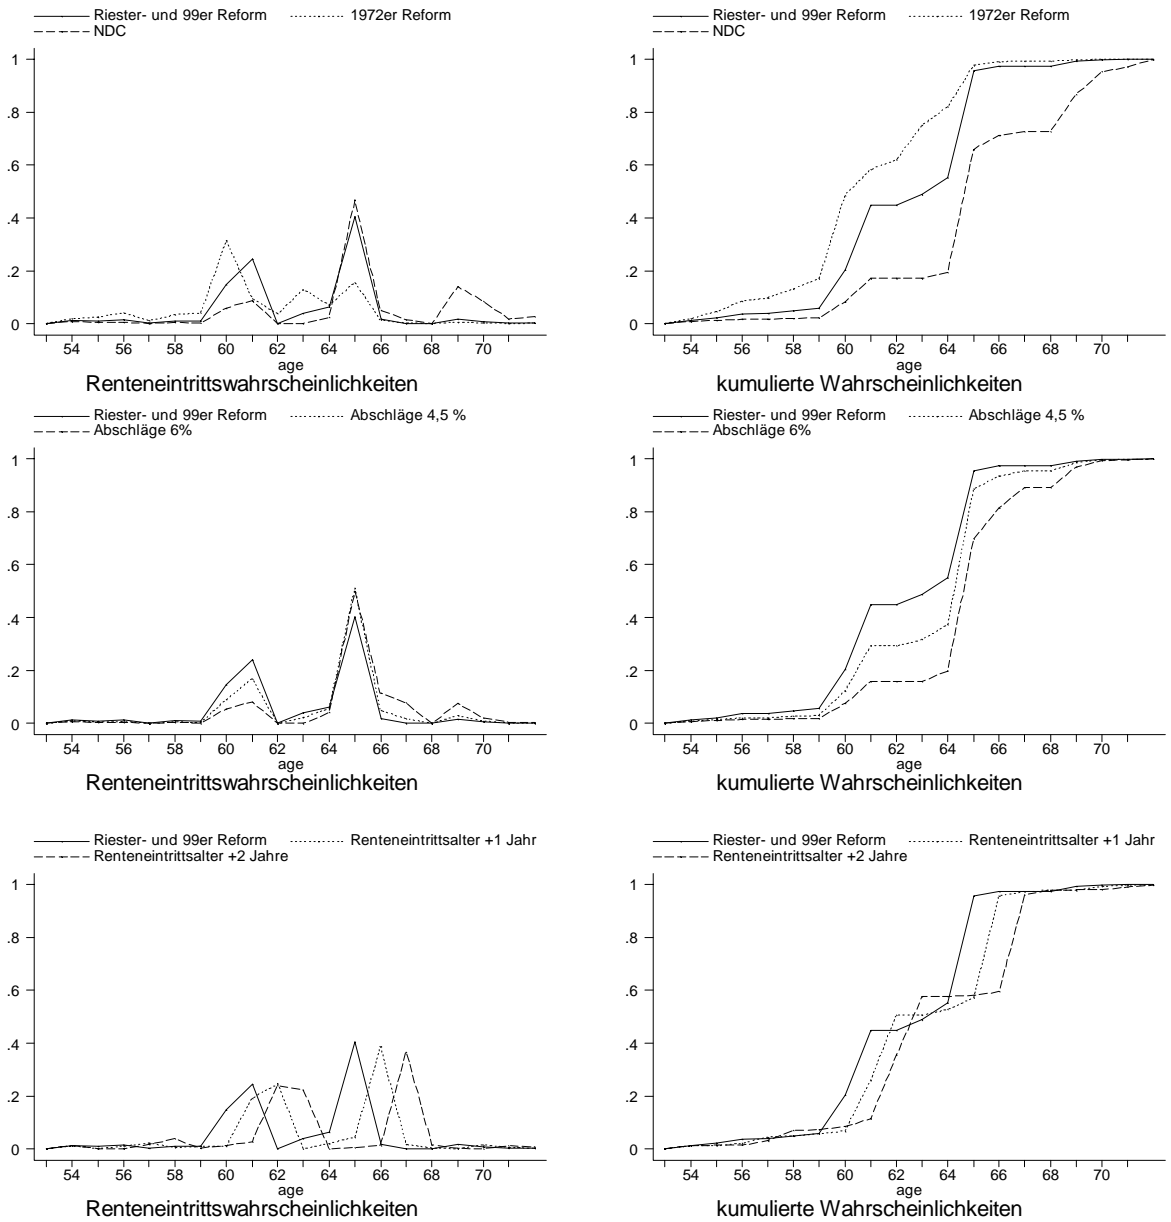 Riester- und 99er Reform 1972er Reform
NDC
1
.8
.6
.4
.2
0
54 56 58 60 62 64 66 68 70
age
Renteneintrittswahrscheinlichkeiten
Riester- und 99er Reform 1972er Reform
NDC
1
.8
.6
.4
.2
0
54 56 58 60 62 64 66 68 70
age
kumulierte Wahrscheinlichkeiten
Riester- und 99er Reform Abschläge 4,5 %
Abschläge 6%
1
.8
.6
.4
.2
0
54 56 58 60 62 64 66 68 70
age
Renteneintrittswahrscheinlichkeiten
Riester- und 99er Reform Abschläge 4,5 %
Abschläge 6%
1
.8
.6
.4
.2
0
54 56 58 60 62 64 66 68 70
age
kumulierte Wahrscheinlichkeiten
Riester- und 99er Reform Renteneintrittsalter +1 Jahr
Renteneintrittsalter +2 Jahre
1
.8
.6
.4
.2
0
54 56 58 60 62 64 66 68 70
age
Renteneintrittswahrscheinlichkeiten
Riester- und 99er Reform Renteneintrittsalter +1 Jahr
Renteneintrittsalter +2 Jahre
1
.8
.6
.4
.2
0
54 56 58 60 62 64 66 68 70
age
kumulierte Wahrscheinlichkeiten